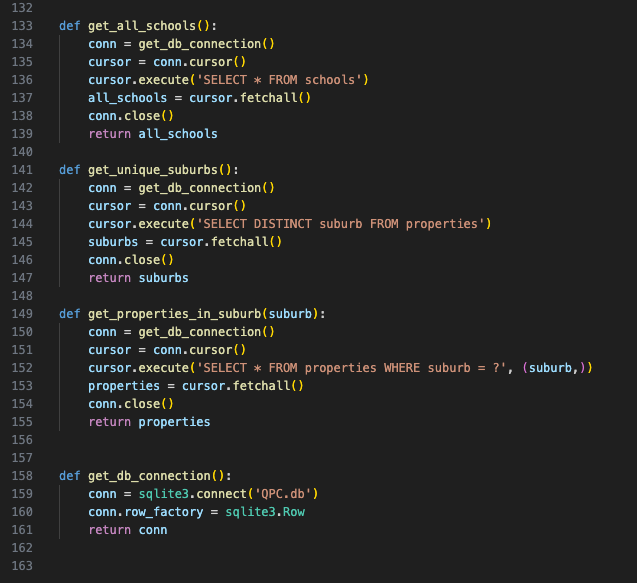 132
133 def get_all_schools():
134     conn = get_db_connection()
135     cursor = conn.cursor()
136     cursor.execute('SELECT * FROM schools')
137     all_schools = cursor.fetchall()
138     conn.close()
139     return all_schools
140
141 def get_unique_suburbs():
142     conn = get_db_connection()
143     cursor = conn.cursor()
144     cursor.execute('SELECT DISTINCT suburb FROM properties')
145     suburbs = cursor.fetchall()
146     conn.close()
147     return suburbs
148
149 def get_properties_in_suburb(suburb):
150     conn = get_db_connection()
151     cursor = conn.cursor()
152     cursor.execute('SELECT * FROM properties WHERE suburb = ?', (suburb,))
153     properties = cursor.fetchall()
154     conn.close()
155     return properties
156
157
158 def get_db_connection():
159     conn = sqlite3.connect('QPC.db')
160     conn.row_factory = sqlite3.Row
161     return conn
162
163